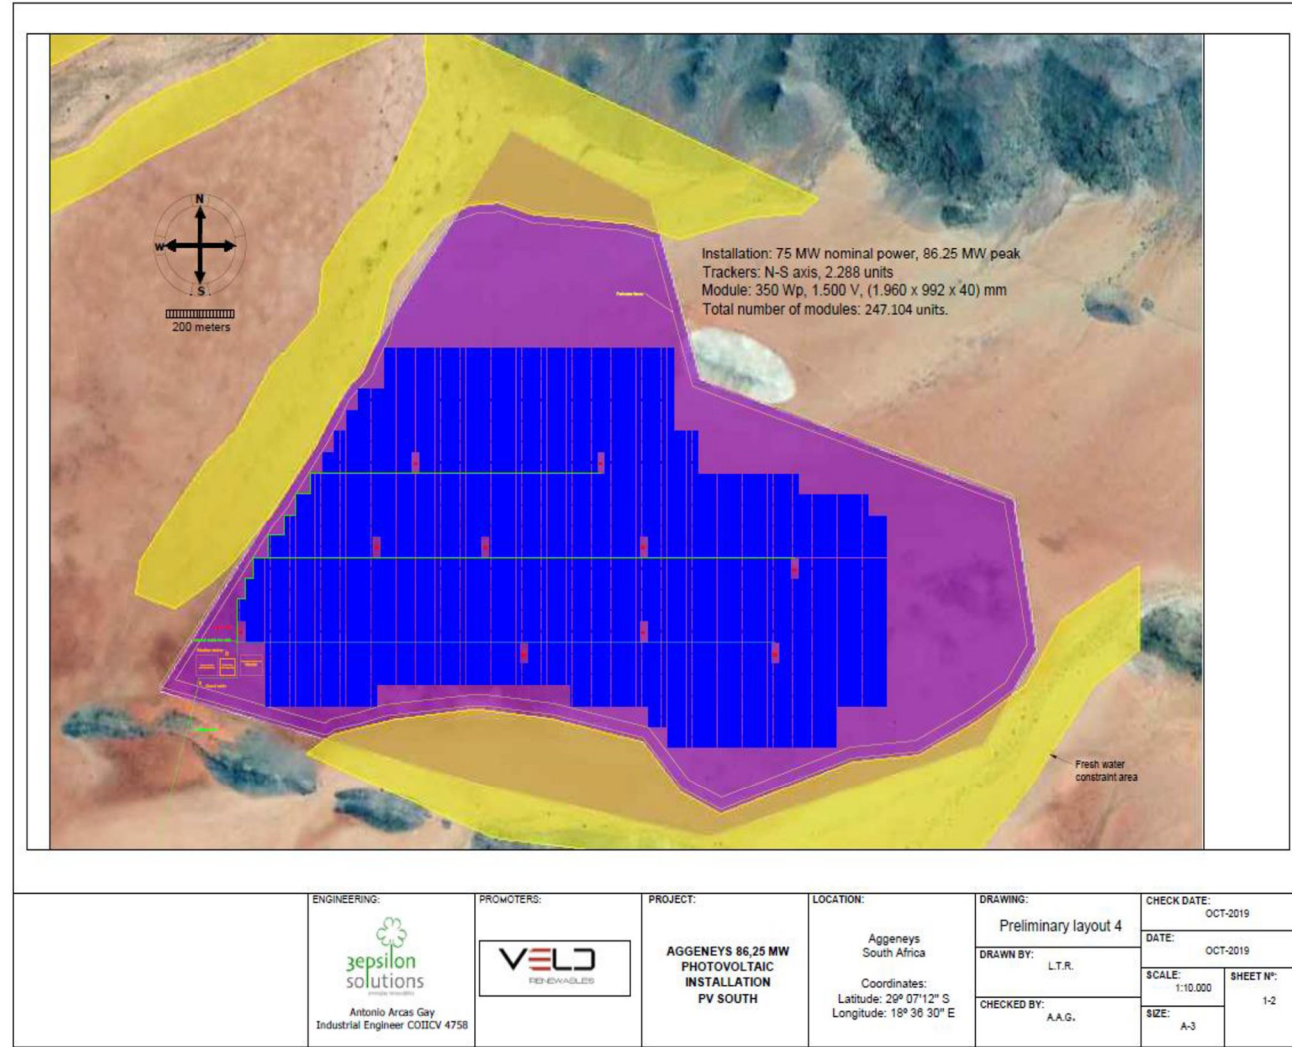 N
W
S
200 meters
Installation: 75 MW nominal power, 86.25 MW peak
Trackers: N-S axis, 2.288 units
Module: 350 Wp, 1.500 V, (1.960 x 992 x 40) mm
Total number of modules: 247.104 units.
Fresh water
constraint area
ENGINEERING:
3epsilon
solutions
Antonio Arcas Gay
Industrial Engineer COIICV 4758
PROMOTERS:
VELD
RENEWABLES
PROJECT:
AGGENEYS 86,25 MW
PHOTOVOLTAIC
INSTALLATION
PV SOUTH
LOCATION:
Aggeneys
South Africa
Coordinates:
Latitude: 29º 07'12" S
Longitude: 18º 36 30" E
DRAWING:
Preliminary layout 4
DRAWN BY:
L.T.R.
CHECKED BY:
A.A.G.
CHECK DATE:
OCT-2019
DATE:
OCT-2019
SCALE:
1:10.000
SHEET Nº:
1-2
SIZE:
A-3